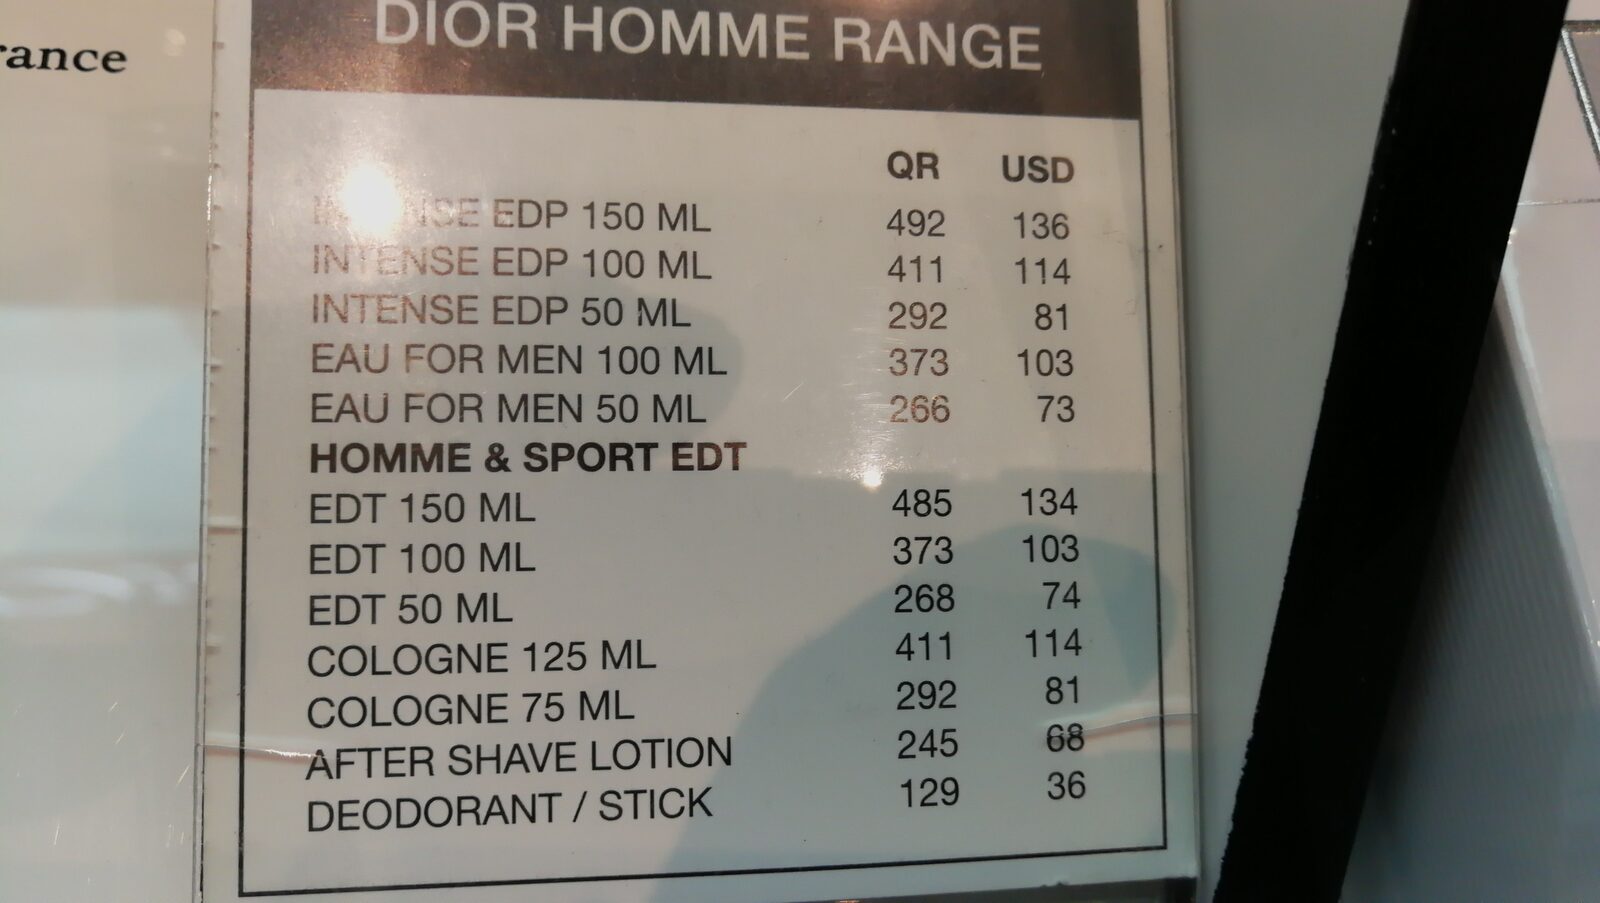 rance
DIOR HOMME RANGE
QR USD
INTENSE EDP 150 ML 492 136
INTENSE EDP 100 ML 411 114
INTENSE EDP 50 ML 292 81
EAU FOR MEN 100 ML 373 103
EAU FOR MEN 50 ML 266 73
HOMME & SPORT EDT
EDT 150 ML 485 134
EDT 100 ML 373 103
EDT 50 ML 268 74
COLOGNE 125 ML 411 114
COLOGNE 75 ML 292 81
AFTER SHAVE LOTION 245 68
DEODORANT / STICK 129 36